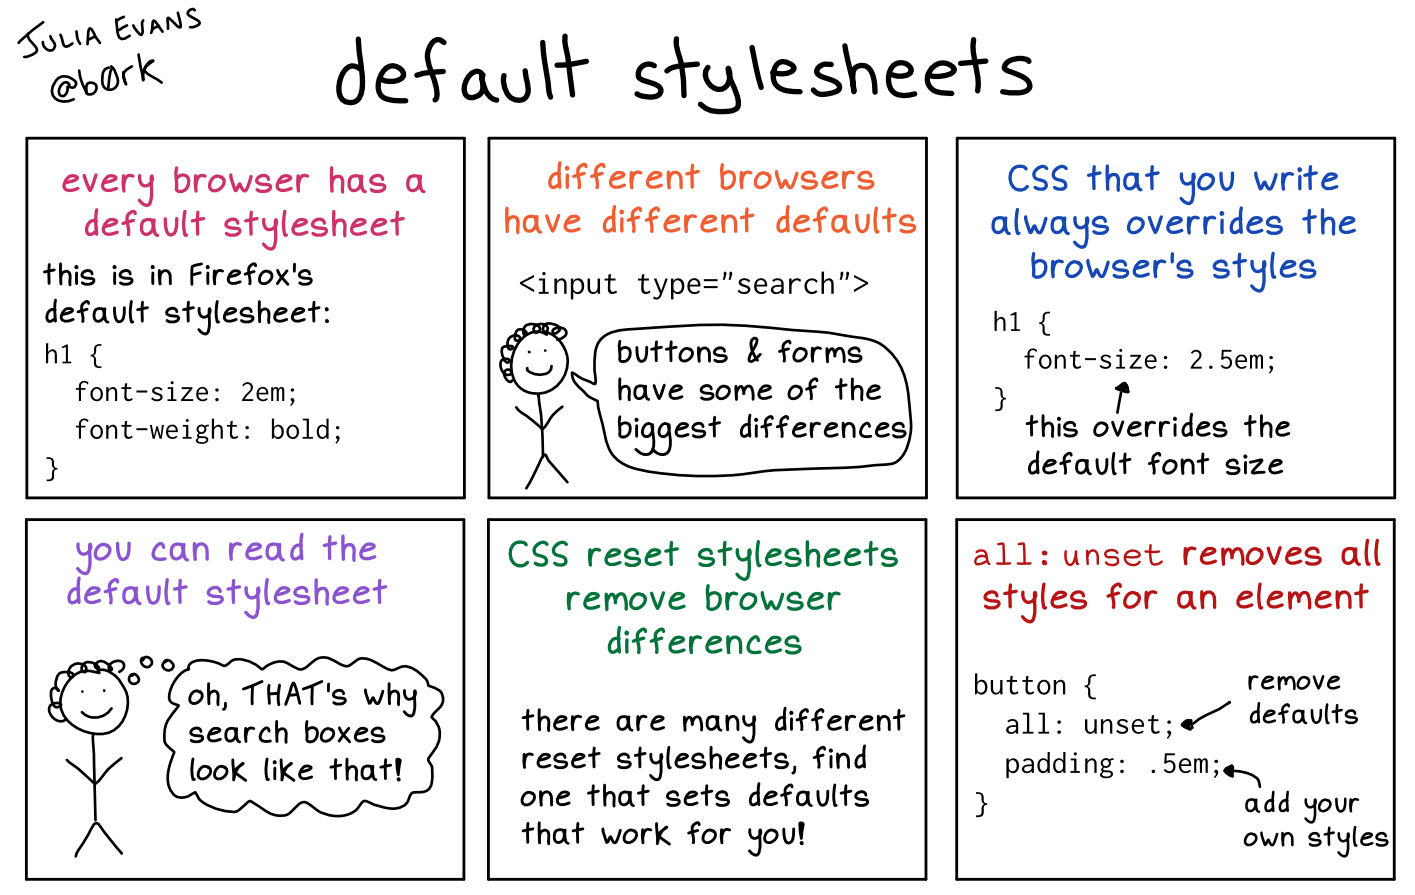 JULIA EVANS
@b0rk
default stylesheets
every browser has a
default stylesheet
this is in Firefox's
default stylesheet:
h1 {
font-size: 2em;
font-weight: bold;
}
different browsers
have different defaults
<input type="search">
buttons & forms
have some of the
biggest differences
CSS that you write
always overrides the
browser's styles
h1 {
font-size: 2.5em;
}
this overrides the
default font size
you can read the
default stylesheet
oh, THAT's why
search boxes
look like that!
CSS reset stylesheets
remove browser
differences
there are many different
reset stylesheets, find
one that sets defaults
that work for you!
all: unset removes all
styles for an element
button {
all: unset;
padding: .5em;
}
remove
defaults
add your
own styles